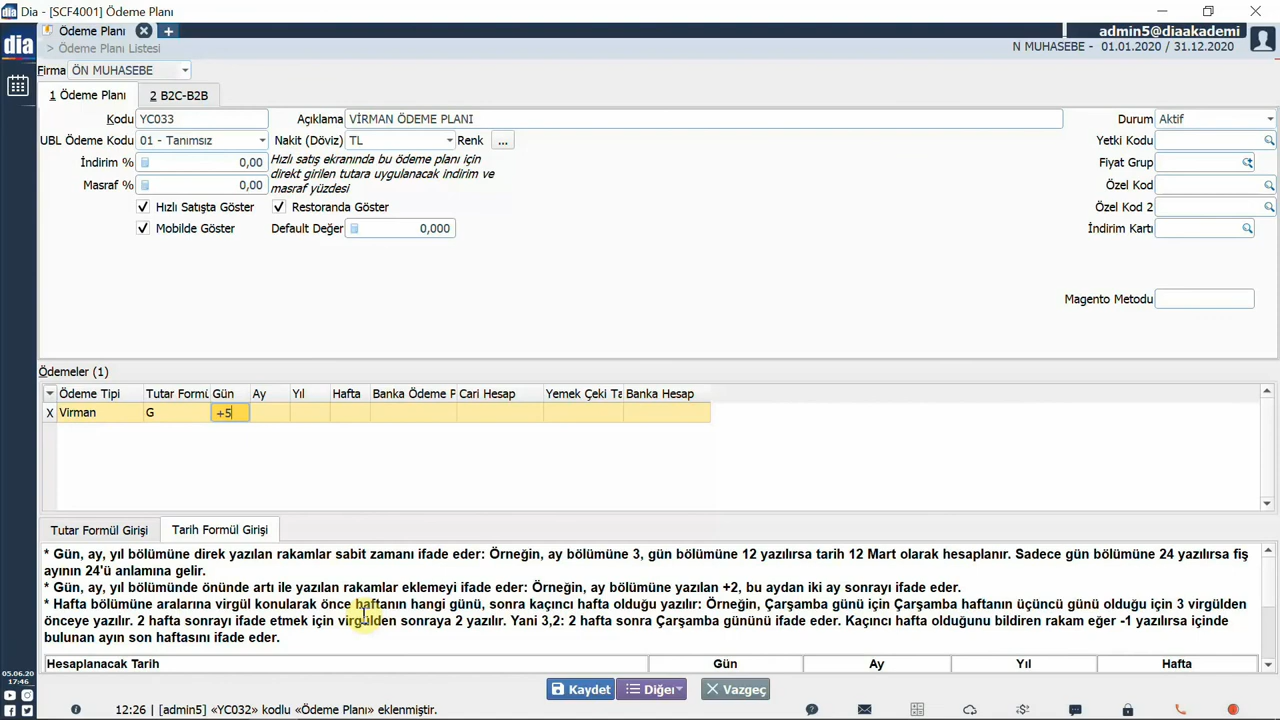 Dia - [SCF4001] Ödeme Planı
dia
Ödeme Planı
admin5@diaakademi
> Ödeme Planı Listesi
N MUHASEBE - 01.01.2020 / 31.12.2020
Firma ÖN MUHASEBE
1 Ödeme Planı 2 B2C-B2B
Kodu YC033 Açıklama VİRMAN ÖDEME PLANI Durum Aktif
UBL Ödeme Kodu 01 - Tanımsız Nakit (Döviz) TL Renk ... Yetki Kodu
İndirim % 0,00 Hızlı satış ekranında bu ödeme planı için Fiyat Grup
direkt girilen tutara uygulanacak indirim ve
Masraf % 0,00 masraf yüzdesi Özel Kod
Hızlı Satışta Göster Restoranda Göster Özel Kod 2
Mobilde Göster Default Değer 0,000 İndirim Kartı
Magento Metodu
Ödemeler (1)
Ödeme Tipi Tutar Formü Gün Ay Yıl Hafta Banka Ödeme P Cari Hesap Yemek Çeki Ta Banka Hesap
X Virman G +5
Tutar Formül Girişi Tarih Formül Girişi
* Gün, ay, yıl bölümüne direk yazılan rakamlar sabit zamanı ifade eder: Örneğin, ay bölümüne 3, gün bölümüne 12 yazılırsa tarih 12 Mart olarak hesaplanır. Sadece gün bölümüne 24 yazılırsa fiş
ayının 24'ü anlamına gelir.
* Gün, ay, yıl bölümünde önünde artı ile yazılan rakamlar eklemeyi ifade eder: Örneğin, ay bölümüne yazılan +2, bu aydan iki ay sonrayı ifade eder.
* Hafta bölümüne aralarına virgül konularak önce haftanın hangi günü, sonra kaçıncı hafta olduğu yazılır: Örneğin, Çarşamba günü için Çarşamba haftanın üçüncü günü olduğu için 3 virgülden
önceye yazılır. 2 hafta sonrayı ifade etmek için virgülden sonraya 2 yazılır. Yani 3,2: 2 hafta sonra Çarşamba gününü ifade eder. Kaçıncı hafta olduğunu bildiren rakam eğer -1 yazılırsa içinde
bulunan ayın son haftasını ifade eder.
Hesaplanacak Tarih Gün Ay Yıl Hafta
05.06.20
17:46
Kaydet Diğer Vazgeç
12:26 | [admin5] «YC032» kodlu «Ödeme Planı» eklenmiştir.